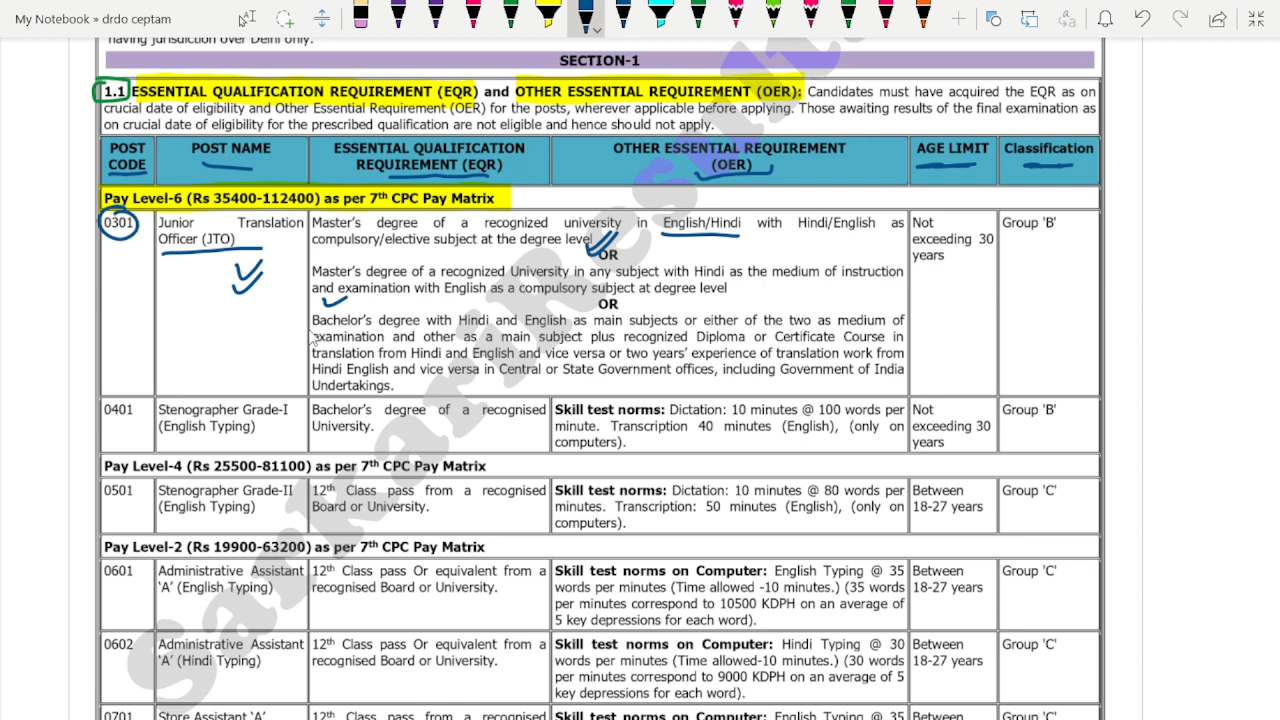 My Notebook » drdo ceptam
having jurisdiction over Delhi only.
SECTION-1
1.1 ESSENTIAL QUALIFICATION REQUIREMENT (EQR) and OTHER ESSENTIAL REQUIREMENT (OER): Candidates must have acquired the EQR as on
crucial date of eligibility and Other Essential Requirement (OER) for the posts, wherever applicable before applying. Those awaiting results of the final examination as
on crucial date of eligibility for the prescribed qualification are not eligible and hence should not apply.
POST CODE
POST NAME
ESSENTIAL QUALIFICATION
REQUIREMENT (EQR)
OTHER ESSENTIAL REQUIREMENT
(OER)
AGE LIMIT
Classification
Pay Level-6 (Rs 35400-112400) as per 7th CPC Pay Matrix
0301
Junior Translation
Officer (JTO)
Master's degree of a recognized university in English/Hindi with Hindi/English as
compulsory/elective subject at the degree level
OR
Master's degree of a recognized University in any subject with Hindi as the medium of instruction
and examination with English as a compulsory subject at degree level
OR
Bachelor's degree with Hindi and English as main subjects or either of the two as medium of
examination and other as a main subject plus recognized Diploma or Certificate Course in
translation from Hindi and English and vice versa or two years' experience of translation work from
Hindi English and vice versa in Central or State Government offices, including Government of India
Undertakings.
Not
exceeding 30
years
Group 'B'
0401
Stenographer Grade-I
(English Typing)
Bachelor's degree of a recognised
University.
Skill test norms: Dictation: 10 minutes @ 100 words per
minute. Transcription 40 minutes (English), (only on
computers).
Not
exceeding 30
years
Group 'B'
Pay Level-4 (Rs 25500-81100) as per 7th CPC Pay Matrix
0501
Stenographer Grade-II
(English Typing)
12th Class pass from a recognised
Board or University.
Skill test norms: Dictation: 10 minutes @ 80 words per
minutes. Transcription: 50 minutes (English), (only on
computers).
Between
18-27 years
Group 'C'
Pay Level-2 (Rs 19900-63200) as per 7th CPC Pay Matrix
0601
Administrative Assistant
'A' (English Typing)
12th Class pass Or equivalent from a
recognised Board or University.
Skill test norms on Computer: English Typing @ 35
words per minutes (Time allowed -10 minutes.) (35 words
per minutes correspond to 10500 KDPH on an average of
5 key depressions for each word).
Between
18-27 years
Group 'C'
0602
Administrative Assistant
'A' (Hindi Typing)
12th Class pass Or equivalent from a
recognised Board or University.
Skill test norms on Computer: Hindi Typing @ 30
words per minutes (Time allowed-10 minutes.) (30 words
per minutes correspond to 9000 KDPH on an average of 5
key depressions for each word).
Between
18-27 years
Group 'C'
0701
Store Assistant 'A'
12th Class pass Or equivalent from a
Skill test norms on Computer: English Typing @ 35
Between
Group 'C'